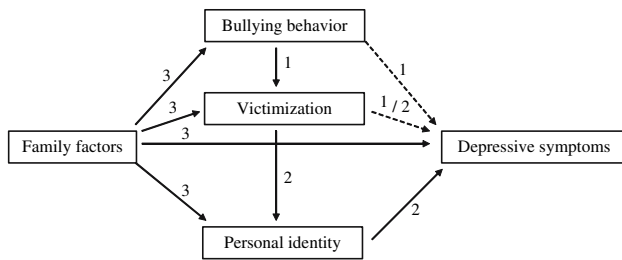 Bullying behavior
3
1
1
3
Victimization
1 / 2
Family factors
3
Depressive symptoms
3
2
2
Personal identity